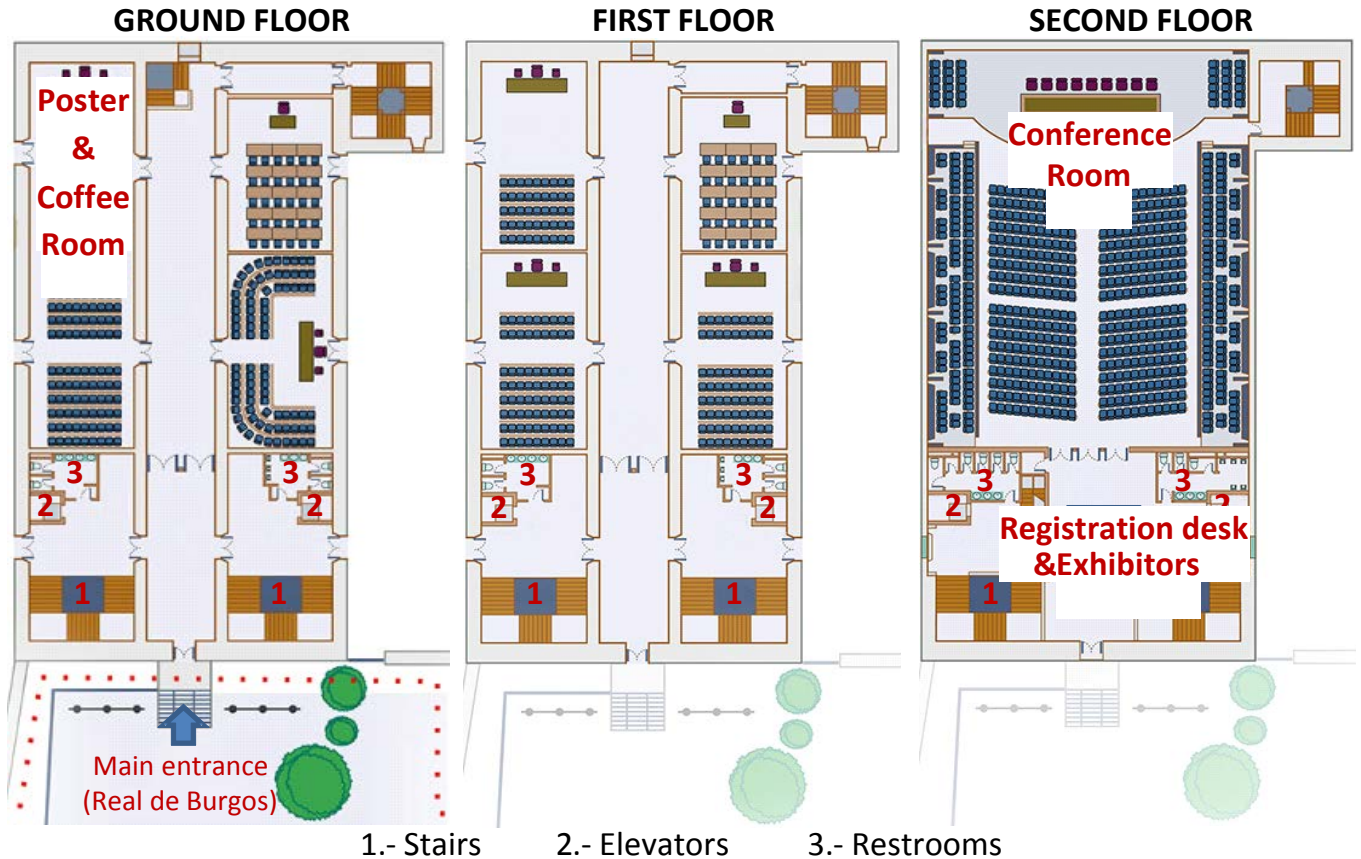 GROUND FLOOR
FIRST FLOOR
SECOND FLOOR
Poster
&
Coffee
Room
3
3
2
2
1
1
Main entrance
(Real de Burgos)
3
3
2
2
1
1
Conference
Room
3
3
2
2
Registration desk
&Exhibitors
1
1.- Stairs
2.- Elevators
3.- Restrooms